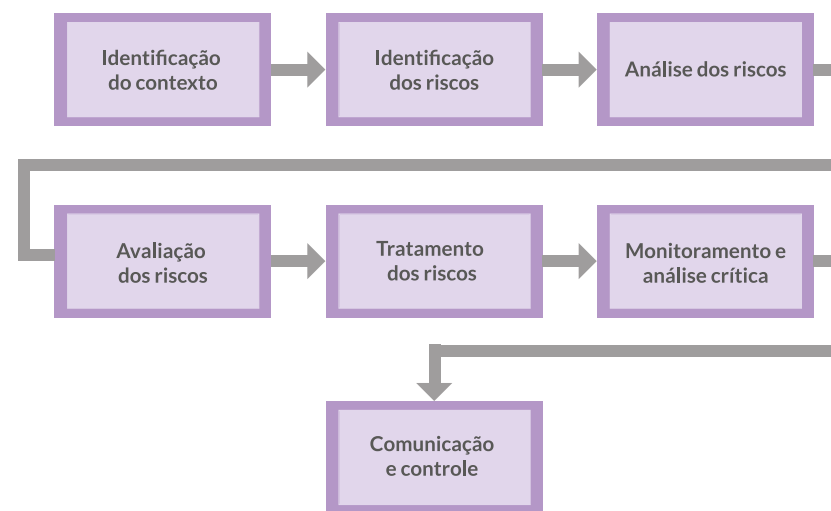 Identificação
do contexto
Identificação
dos riscos
Análise dos riscos
Avaliação
dos riscos
Tratamento
dos riscos
Monitoramento e
análise crítica
Comunicação
e controle